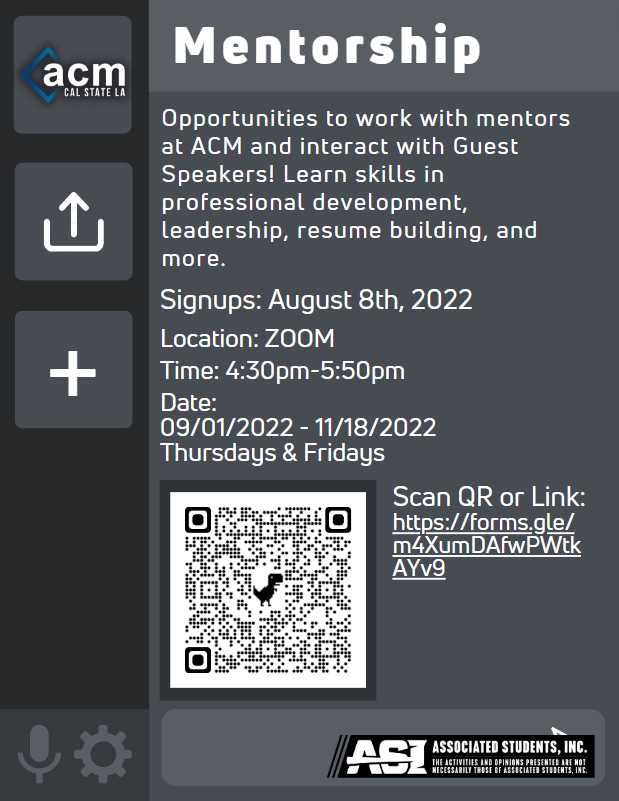 acm
CAL STATE LA
Mentorship
Opportunities to work with mentors
at ACM and interact with Guest
Speakers! Learn skills in
professional development,
leadership, resume building, and
more.
Signups: August 8th, 2022
Location: ZOOM
Time: 4:30pm-5:50pm
Date:
09/01/2022 - 11/18/2022
Thursdays & Fridays
Scan QR or Link:
https://forms.gle/
m4XumDAfwPWtk
AYv9
ASI
ASSOCIATED STUDENTS, INC.
THE ACTIVITIES AND OPINIONS PRESENTED ARE NOT
NECESSARILY THOSE OF ASSOCIATED STUDENTS, INC.